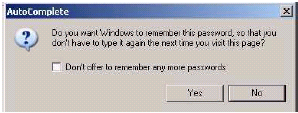 AutoComplete
Do you want Windows to remember this password, so that you
don't have to type it again the next time you visit this page?
Don't offer to remember any more passwords
Yes No